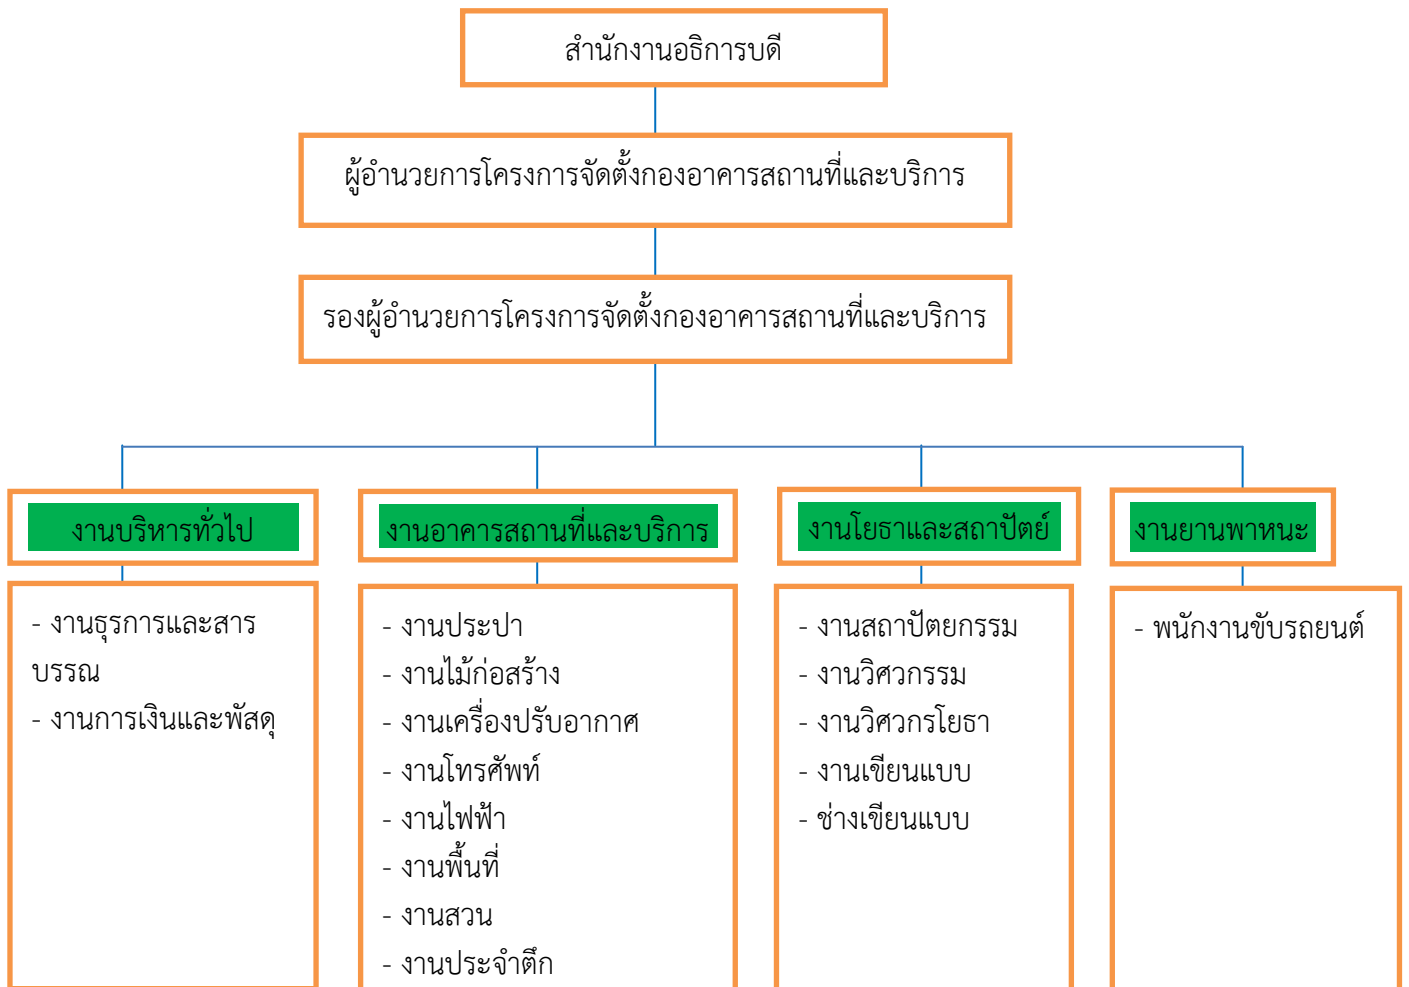 สำนักงานอธิการบดี
ผู้อำนวยการโครงการจัดตั้งกองอาคารสถานที่และบริการ
รองผู้อำนวยการโครงการจัดตั้งกองอาคารสถานที่และบริการ
งานบริหารทั่วไป
- งานธุรการและสาร
บรรณ
- งานการเงินและพัสดุ
งานอาคารสถานที่และบริการ
- งานประปา
- งานไม้ก่อสร้าง
- งานเครื่องปรับอากาศ
- งานโทรศัพท์
- งานไฟฟ้า
- งานพื้นที่
- งานสวน
- งานประจำตึก
งานโยธาและสถาปัตย์
- งานสถาปัตยกรรม
- งานวิศวกรรม
- งานวิศวกรโยธา
- งานเขียนแบบ
- ช่างเขียนแบบ
งานยานพาหนะ
- พนักงานขับรถยนต์